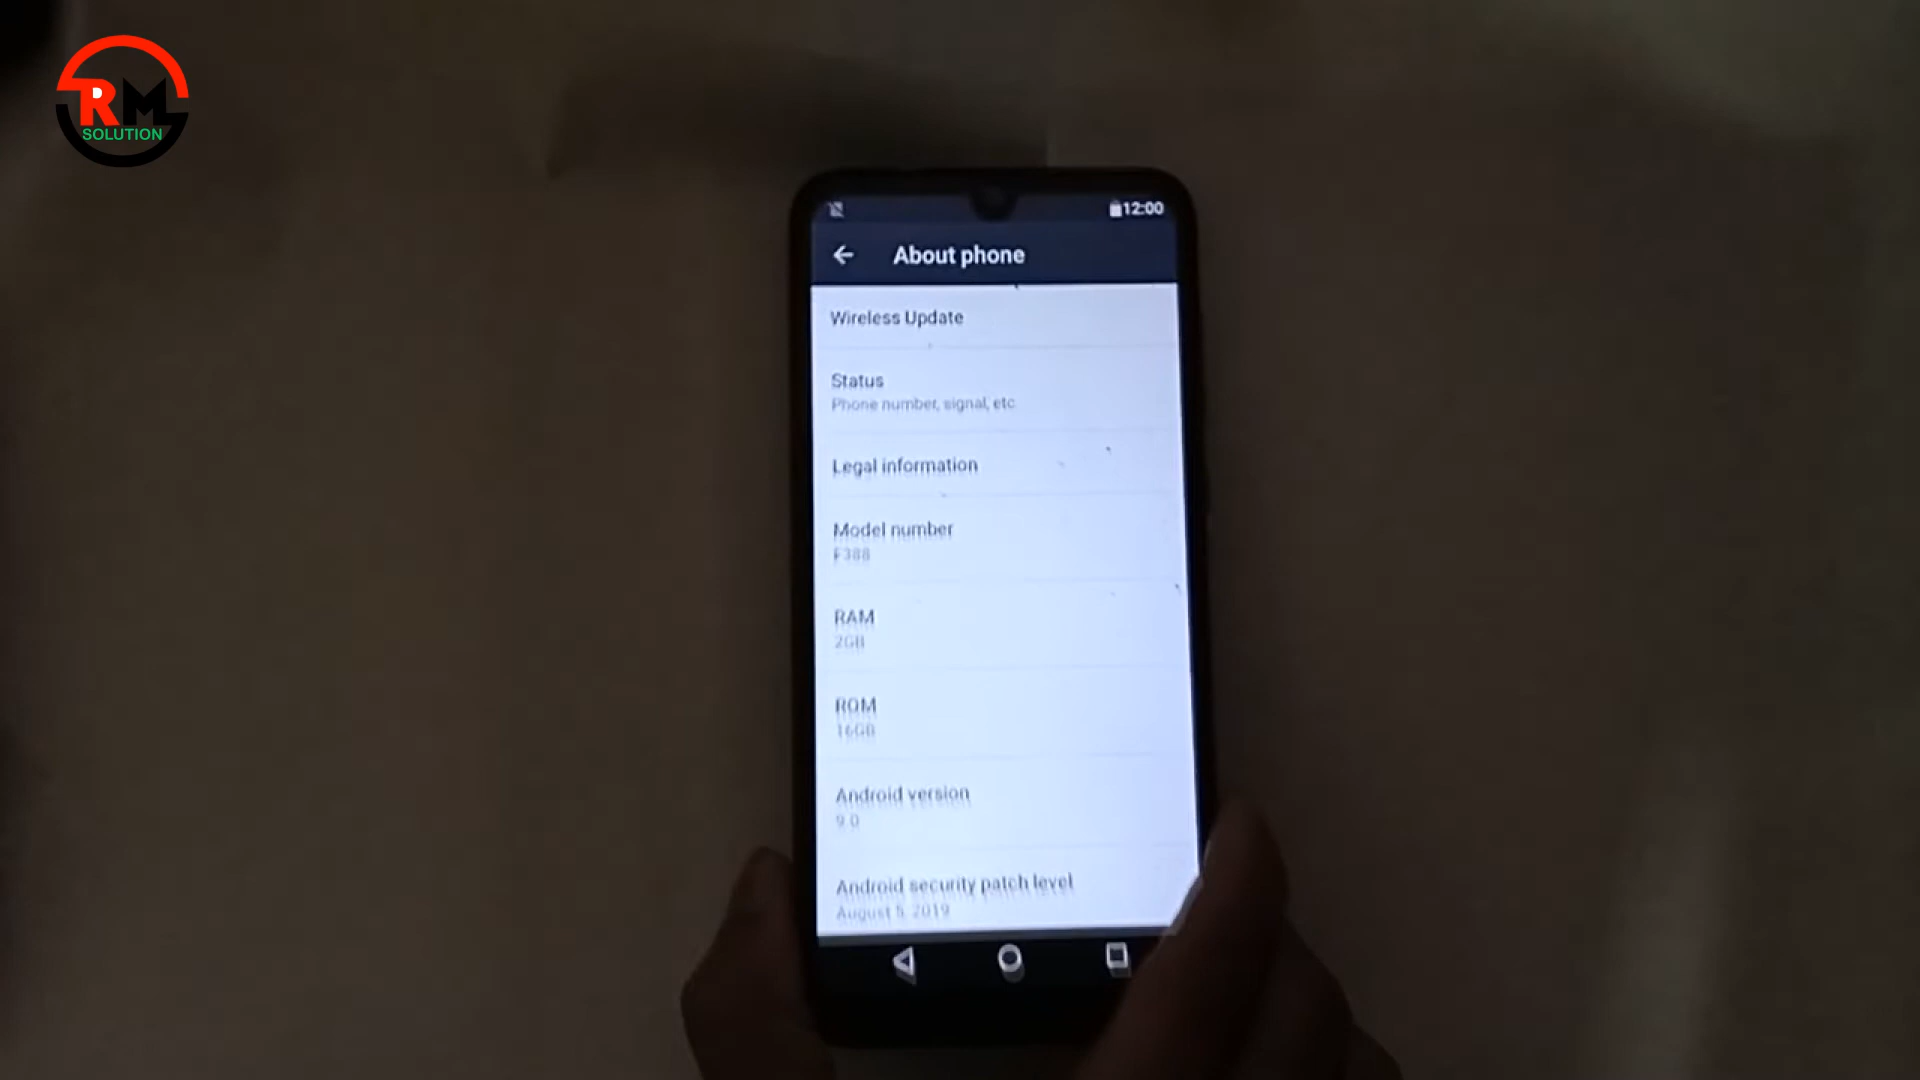 RM
SOLUTION
12:00
About phone
Wireless Update
Status
Phone number, signal, etc
Legal information
Model number
F388
RAM
2GB
ROM
16GB
Android version
9.0
Android security patch level
August 5, 2019